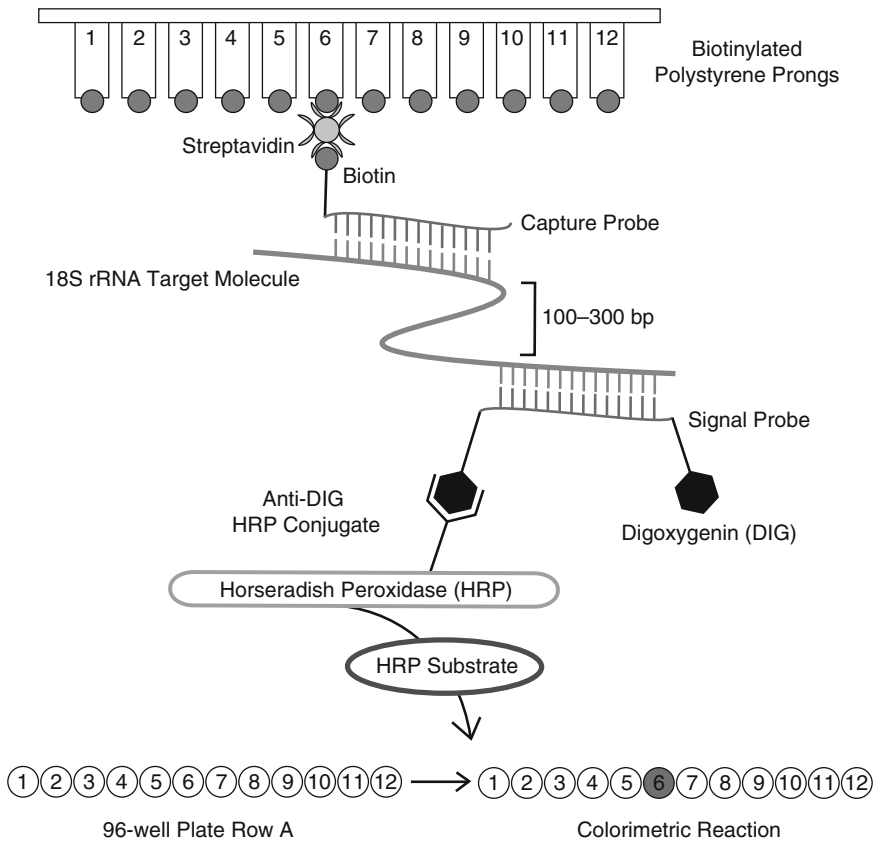 1 2 3 4 5 6 7 8 9 10 11 12
Biotinylated
Polystyrene Prongs
Streptavidin
Biotin
Capture Probe
18S rRNA Target Molecule
100–300 bp
Signal Probe
Anti-DIG
HRP Conjugate
Digoxygenin (DIG)
Horseradish Peroxidase (HRP)
HRP Substrate
1 2 3 4 5 6 7 8 9 10 11 12
1 2 3 4 5 6 7 8 9 10 11 12
96-well Plate Row A
Colorimetric Reaction